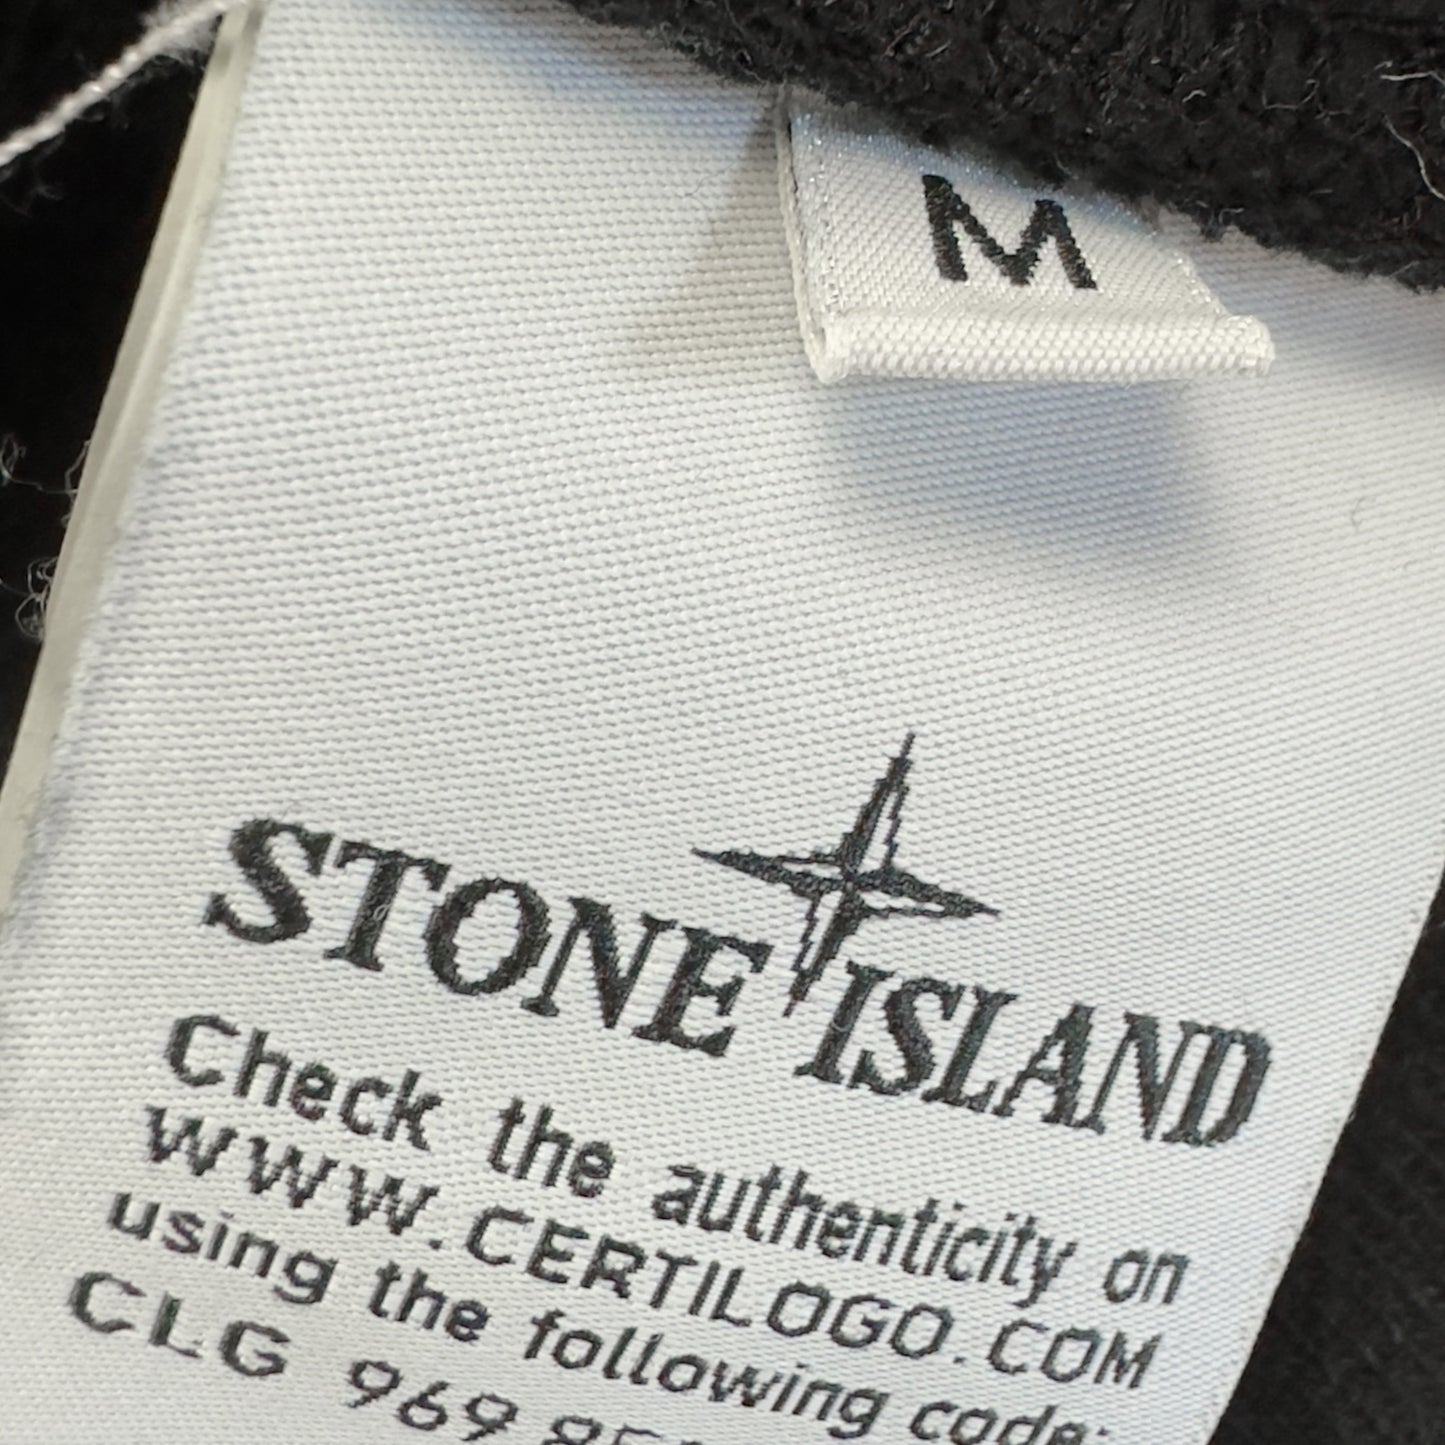 M
STONE ISLAND
Check the authenticity on
WWW.CERTILOGO.COM
using the following code:
CLG 969